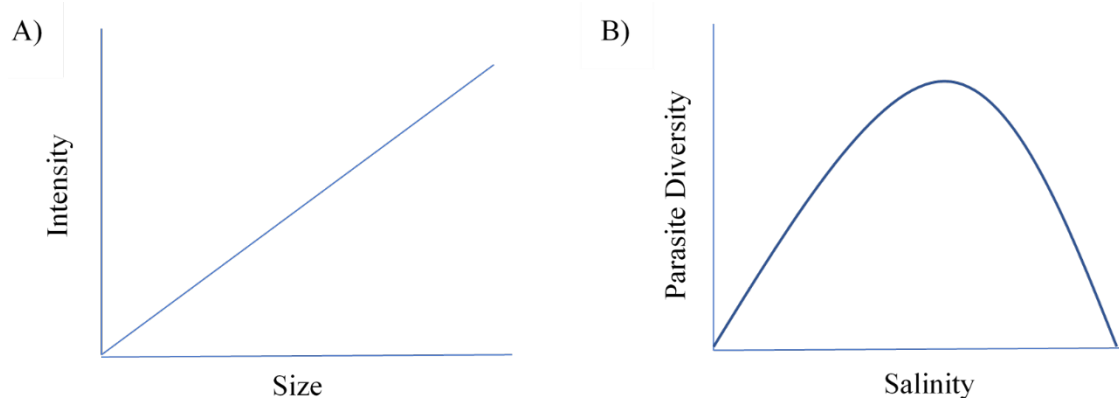 A)
Intensity
Size
B)
Parasite Diversity
Salinity